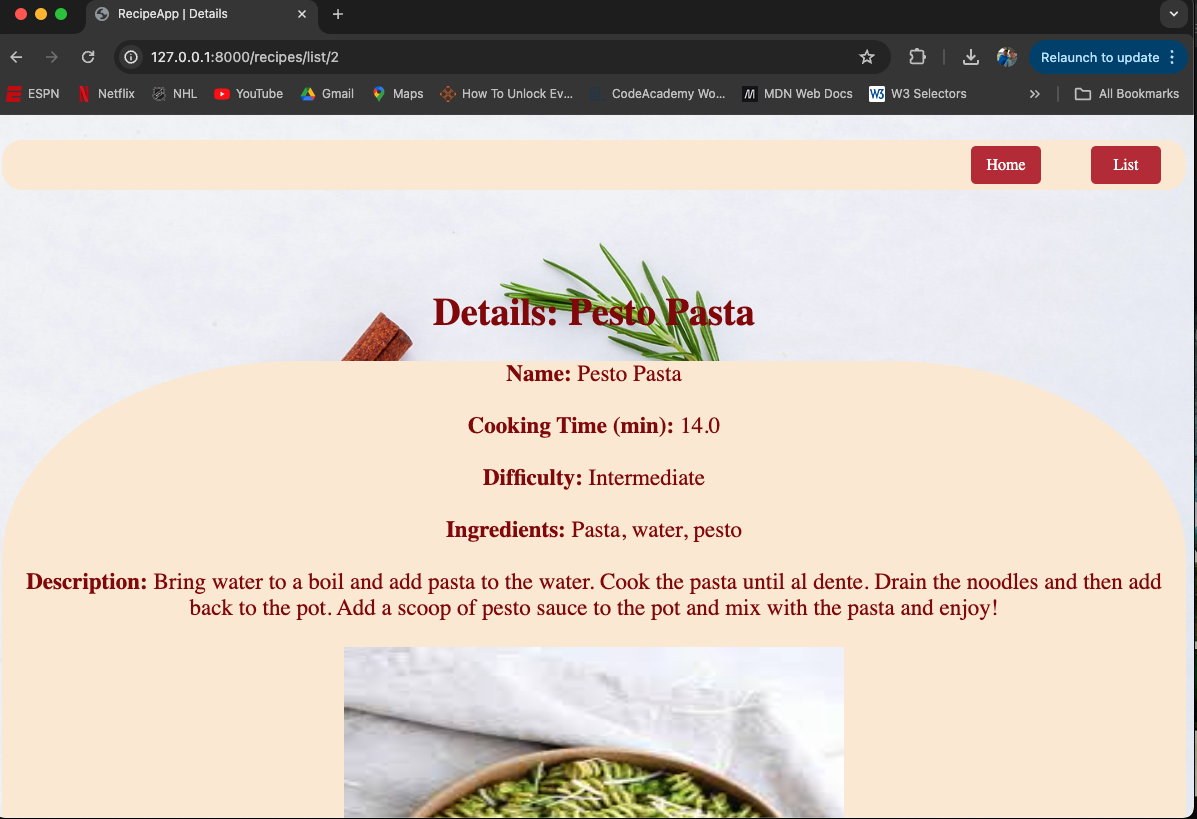 RecipeApp | Details
127.0.0.1:8000/recipes/list/2
Relaunch to update
ESPN
Netflix
NHL
YouTube
Gmail
Maps
How To Unlock Ev...
CodeAcademy Wo...
MDN Web Docs
W3 Selectors
All Bookmarks
Home
List
Details: Pesto Pasta
Name: Pesto Pasta
Cooking Time (min): 14.0
Difficulty: Intermediate
Ingredients: Pasta, water, pesto
Description: Bring water to a boil and add pasta to the water. Cook the pasta until al dente. Drain the noodles and then add
back to the pot. Add a scoop of pesto sauce to the pot and mix with the pasta and enjoy!